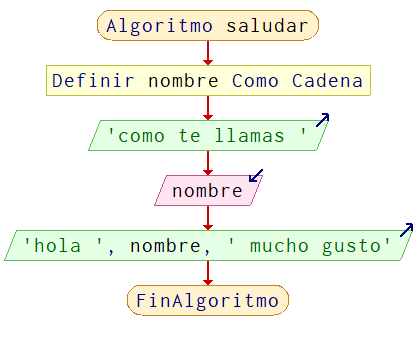 Algoritmo saludar
Definir nombre Como Cadena
'como te llamas '
nombre
'hola ', nombre, ' mucho gusto'
FinAlgoritmo